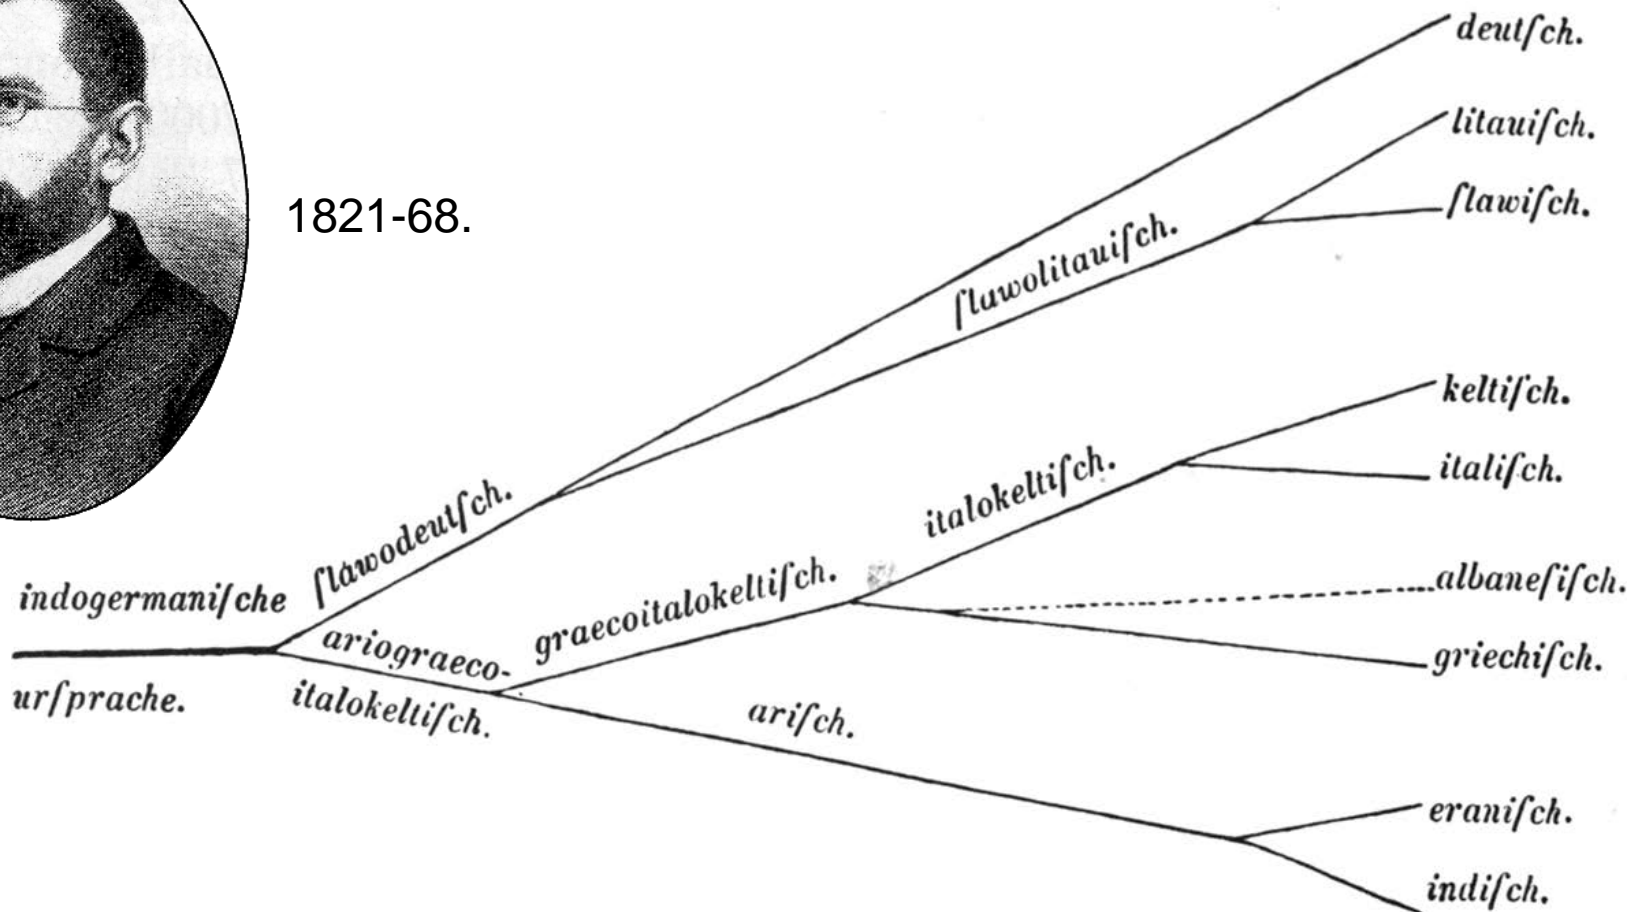 1821-68.
deutſch.
litauiſch.
ſlawiſch.
ſlawolitauiſch.
keltiſch.
italiſch.
italokeltiſch.
ſlawodeutſch.
albaneſiſch.
graecoitalokeltiſch.
indogermaniſche
urſprache.
ariograeco-
italokeltiſch.
griechiſch.
ariſch.
eraniſch.
indiſch.